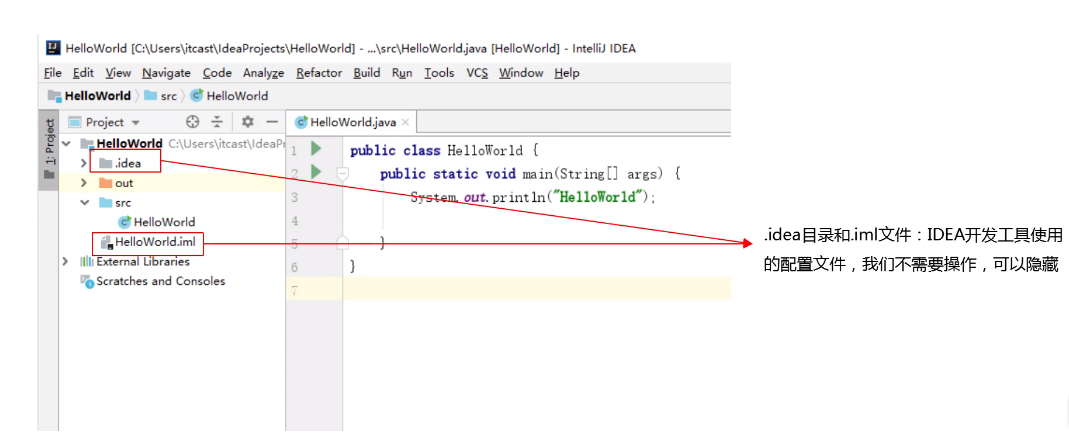 HelloWorld [C:\Users\itcast\IdeaProjects\HelloWorld] - ...\src\HelloWorld.java [HelloWorld] - IntelliJ IDEA
File Edit View Navigate Code Analyze Refactor Build Run Tools VCS Window Help
HelloWorld src HelloWorld
1: Project
Project
HelloWorld C:\Users\itcast\IdeaPr
.idea
out
src
HelloWorld
HelloWorld.iml
External Libraries
Scratches and Consoles
HelloWorld.java
1 public class HelloWorld {
2 public static void main(String[] args) {
3 System.out.println("HelloWorld");
4
5 }
6 }
7
.idea目录和.iml文件：IDEA开发工具使用
的配置文件，我们不需要操作，可以隐藏